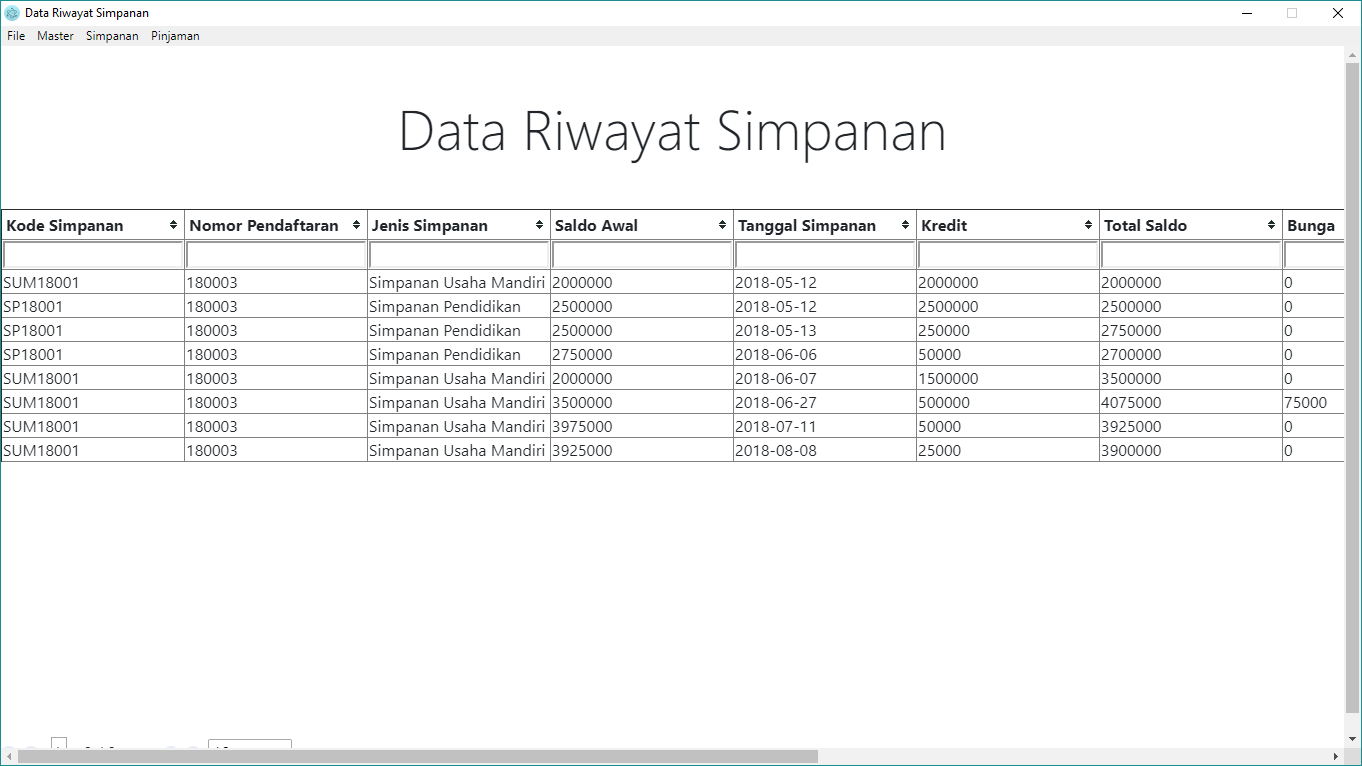 Data Riwayat Simpanan
File Master Simpanan Pinjaman
Data Riwayat Simpanan
Kode Simpanan Nomor Pendaftaran Jenis Simpanan Saldo Awal Tanggal Simpanan Kredit Total Saldo Bunga
SUM18001 180003 Simpanan Usaha Mandiri 2000000 2018-05-12 2000000 2000000 0
SP18001 180003 Simpanan Pendidikan 2500000 2018-05-12 2500000 2500000 0
SP18001 180003 Simpanan Pendidikan 2500000 2018-05-13 250000 2750000 0
SP18001 180003 Simpanan Pendidikan 2750000 2018-06-06 50000 2700000 0
SUM18001 180003 Simpanan Usaha Mandiri 2000000 2018-06-07 1500000 3500000 0
SUM18001 180003 Simpanan Usaha Mandiri 3500000 2018-06-27 500000 4075000 75000
SUM18001 180003 Simpanan Usaha Mandiri 3975000 2018-07-11 50000 3925000 0
SUM18001 180003 Simpanan Usaha Mandiri 3925000 2018-08-08 25000 3900000 0